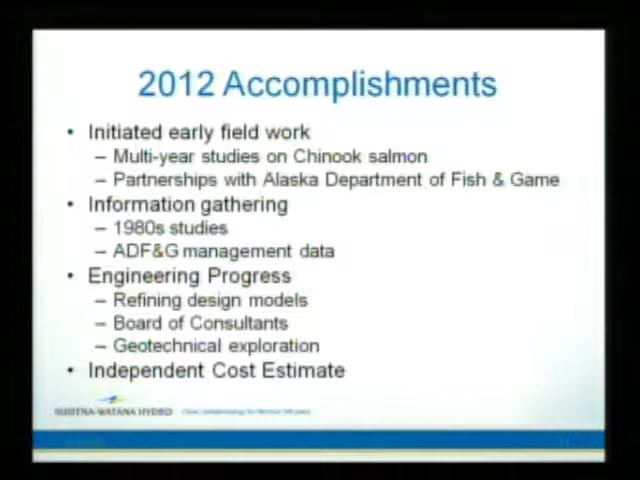 2012 Accomplishments
• Initiated early field work
– Multi-year studies on Chinook salmon
– Partnerships with Alaska Department of Fish & Game
• Information gathering
– 1980s studies
– ADF&G management data
• Engineering Progress
– Refining design models
– Board of Consultants
– Geotechnical exploration
• Independent Cost Estimate
SUSITNA-WATANA HYDRO